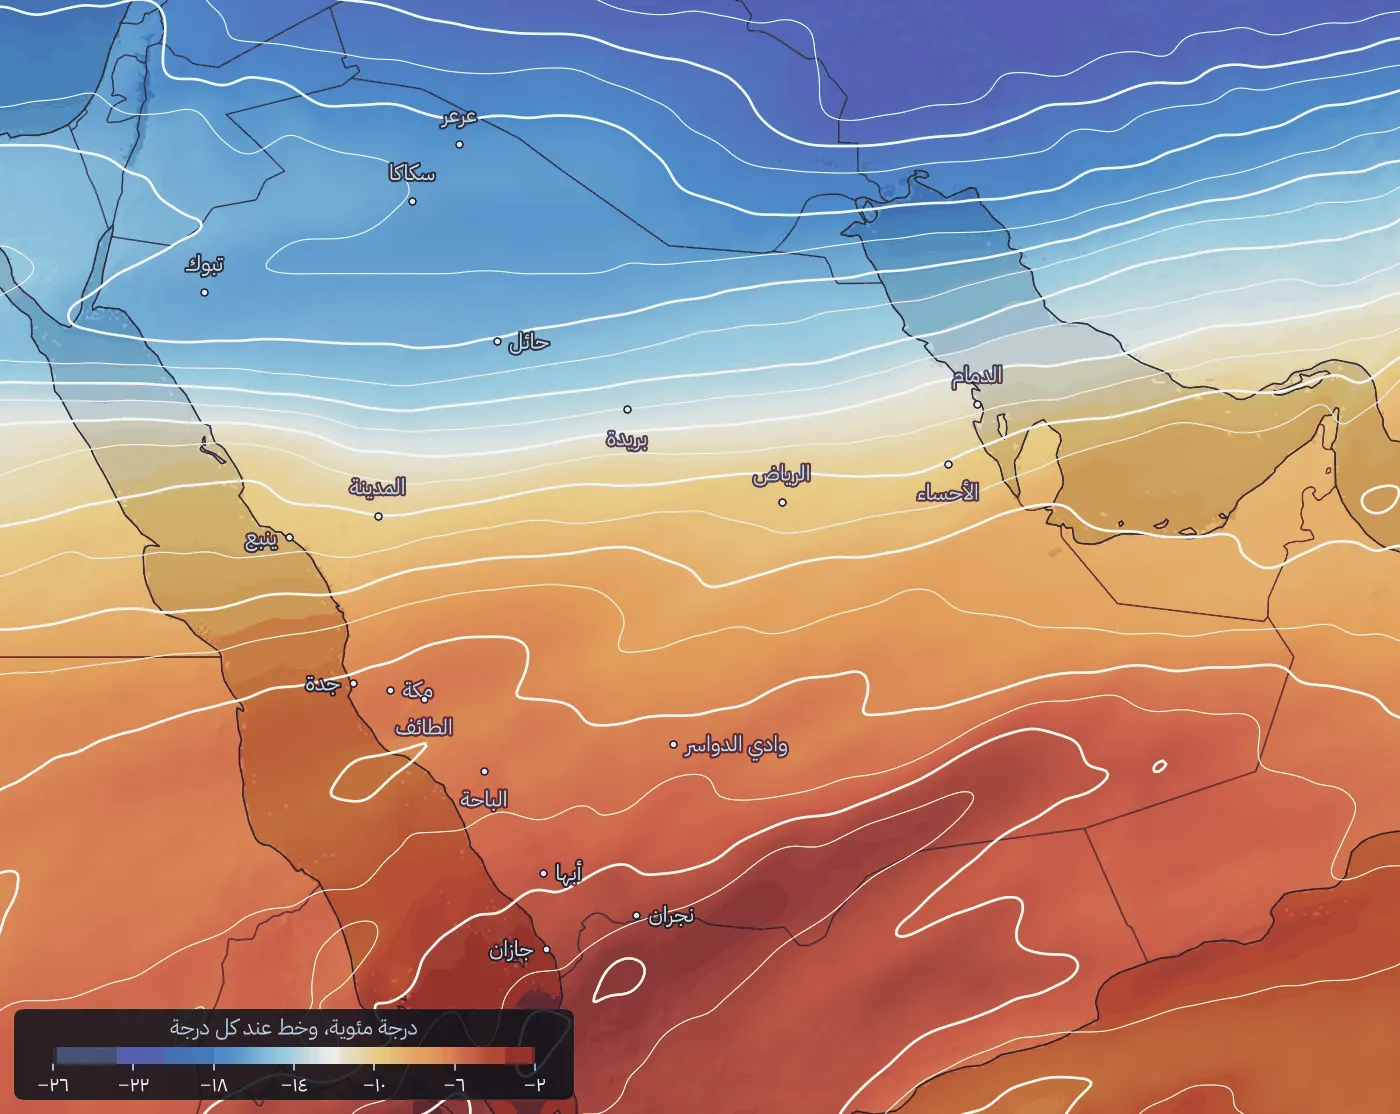 عرعر
سكاكا
تبوك
حائل
الدمام
بريدة
الرياض
الأحساء
المدينة
ينبع
جدة
مكة
الطائف
وادي الدواسر
الباحة
أبها
نجران
جازان
درجة مئوية، وخط عند كل درجة
−٢٦ −٢٢ −١٨ −١٤ −١٠ −٦ −٢